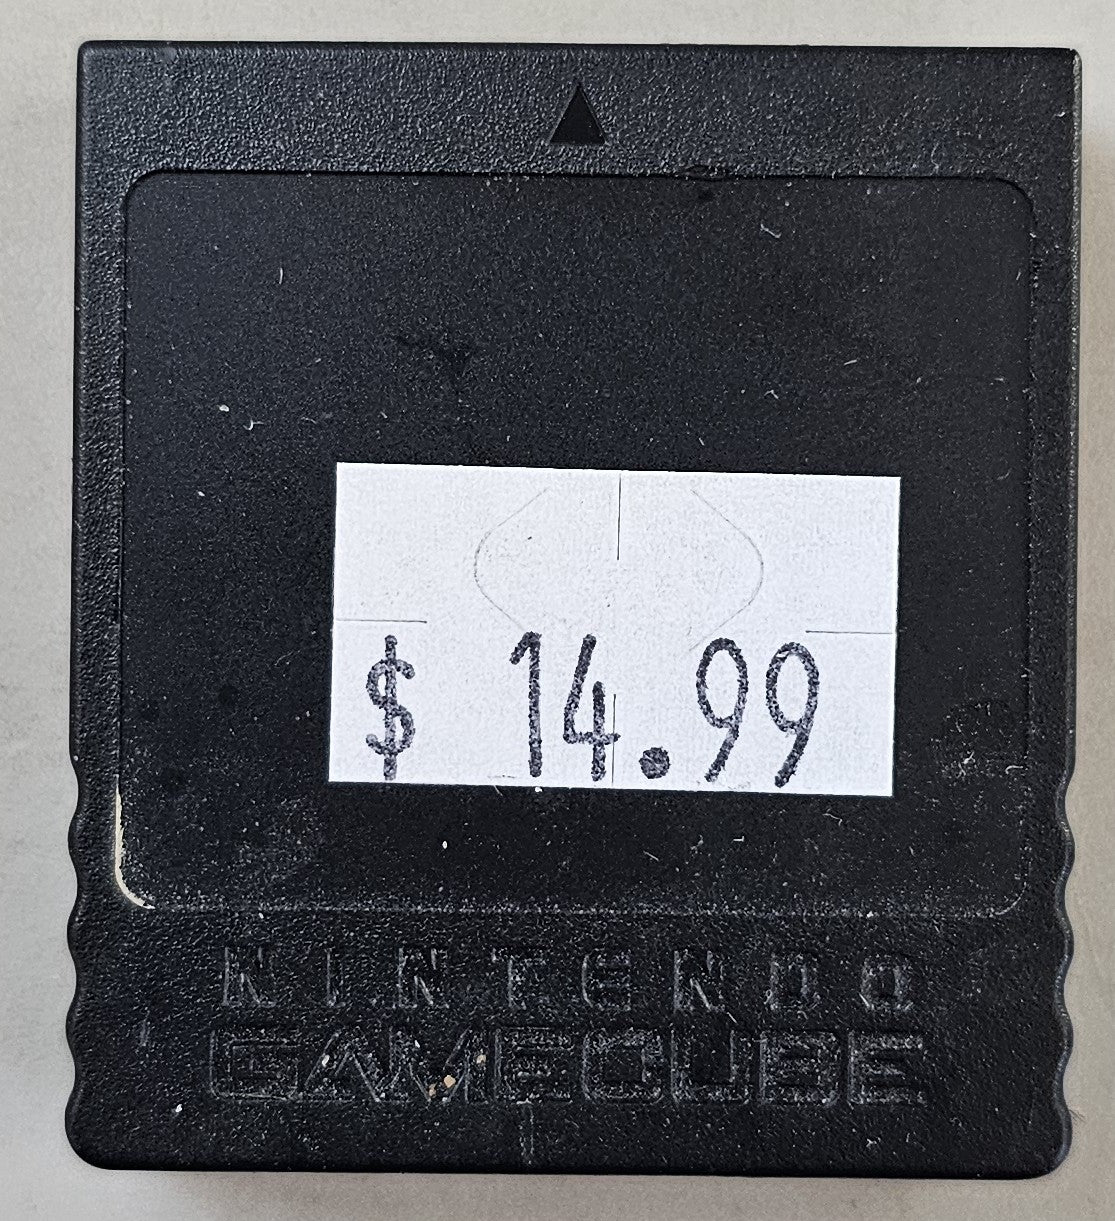 $ 14.99
NINTENDO
GAMECUBE